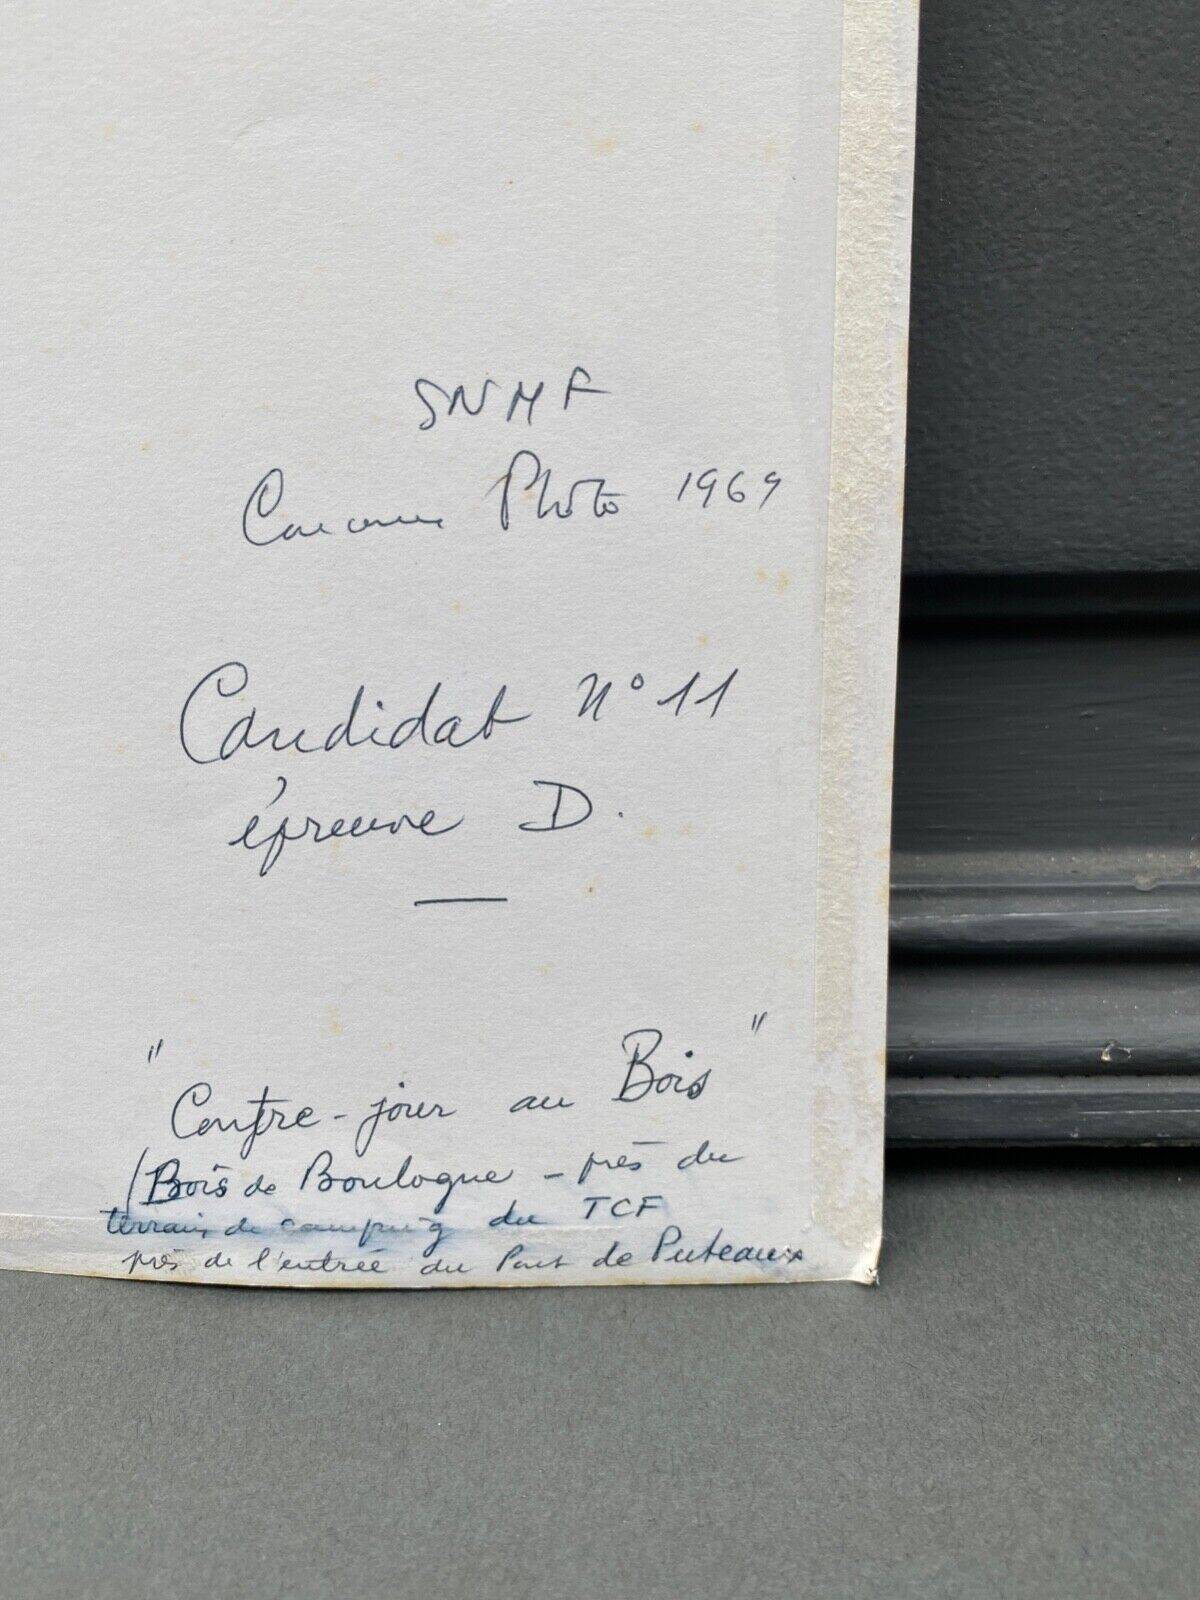 SNHF
Concours Photo 1969
Candidat N° 11
épreuve D.
"Contre-jour au Bois"
(Bois de Boulogne - près du
terrain de camping du TCF
près de l'entrée du Pont de Puteaux